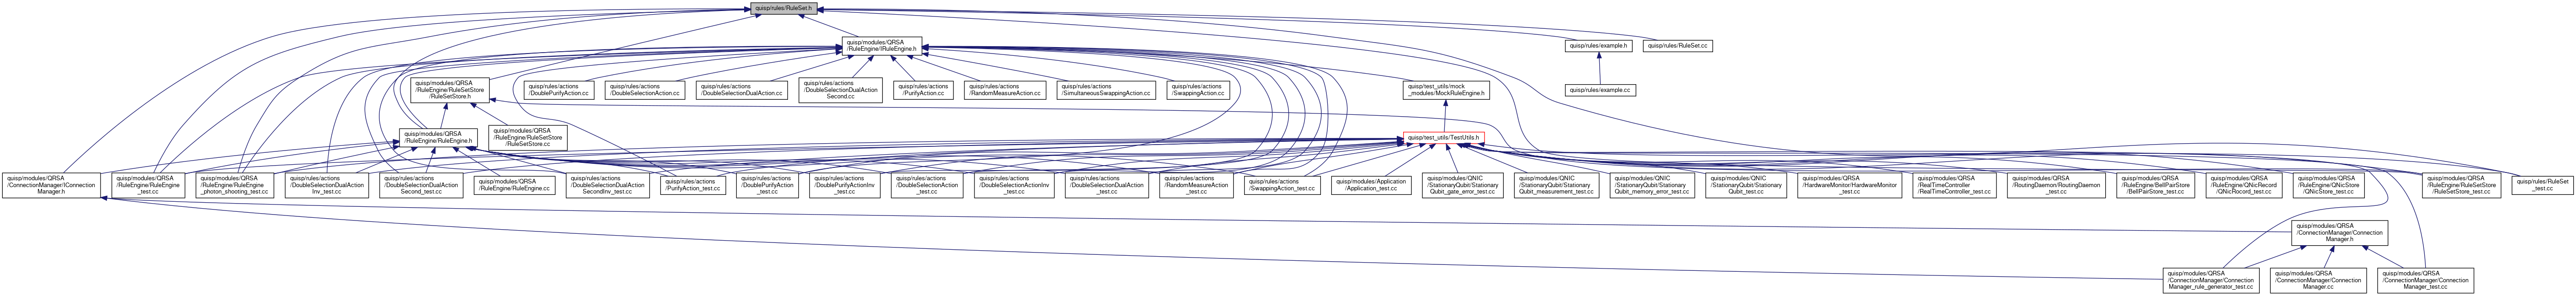 quisp/rules/RuleSet.h
quisp/modules/QRSA
/RuleEngine/IRuleEngine.h
quisp/rules/example.h
quisp/rules/RuleSet.cc
quisp/modules/QRSA
/RuleEngine/RuleSetStore
/RuleSetStore.h
quisp/rules/actions
/DoublePurifyAction.cc
quisp/rules/actions
/DoubleSelectionAction.cc
quisp/rules/actions
/DoubleSelectionDualAction.cc
quisp/rules/actions
/DoubleSelectionDualAction
Second.cc
quisp/rules/actions
/PurifyAction.cc
quisp/rules/actions
/RandomMeasureAction.cc
quisp/rules/actions
/SimultaneousSwappingAction.cc
quisp/rules/actions
/SwappingAction.cc
quisp/test_utils/mock
_modules/MockRuleEngine.h
quisp/rules/example.cc
quisp/modules/QRSA
/RuleEngine/RuleEngine.h
quisp/modules/QRSA
/RuleEngine/RuleSetStore
/RuleSetStore.cc
quisp/test_utils/TestUtils.h
quisp/modules/QRSA
/ConnectionManager/IConnection
Manager.h
quisp/modules/QRSA
/RuleEngine/RuleEngine
_test.cc
quisp/modules/QRSA
/RuleEngine/RuleEngine
_photon_shooting_test.cc
quisp/rules/actions
/DoubleSelectionDualAction
Inv_test.cc
quisp/rules/actions
/DoubleSelectionDualAction
Second_test.cc
quisp/modules/QRSA
/RuleEngine/RuleEngine.cc
quisp/rules/actions
/DoubleSelectionDualAction
SecondInv_test.cc
quisp/rules/actions
/PurifyAction_test.cc
quisp/rules/actions
/DoublePurifyAction
_test.cc
quisp/rules/actions
/DoublePurifyActionInv
_test.cc
quisp/rules/actions
/DoubleSelectionAction
_test.cc
quisp/rules/actions
/DoubleSelectionActionInv
_test.cc
quisp/rules/actions
/DoubleSelectionDualAction
_test.cc
quisp/rules/actions
/RandomMeasureAction
_test.cc
quisp/rules/actions
/SwappingAction_test.cc
quisp/modules/Application
/Application_test.cc
quisp/modules/QNIC
/StationaryQubit/Stationary
Qubit_gate_error_test.cc
quisp/modules/QNIC
/StationaryQubit/Stationary
Qubit_measurement_test.cc
quisp/modules/QNIC
/StationaryQubit/Stationary
Qubit_memory_error_test.cc
quisp/modules/QNIC
/StationaryQubit/Stationary
Qubit_test.cc
quisp/modules/QRSA
/HardwareMonitor/HardwareMonitor
_test.cc
quisp/modules/QRSA
/RealTimeController
/RealTimeController_test.cc
quisp/modules/QRSA
/RoutingDaemon/RoutingDaemon
_test.cc
quisp/modules/QRSA
/RuleEngine/BellPairStore
/BellPairStore_test.cc
quisp/modules/QRSA
/RuleEngine/QNicRecord
/QNicRecord_test.cc
quisp/modules/QRSA
/RuleEngine/QNicStore
/QNicStore_test.cc
quisp/modules/QRSA
/RuleEngine/RuleSetStore
/RuleSetStore_test.cc
quisp/rules/RuleSet
_test.cc
quisp/modules/QRSA
/ConnectionManager/Connection
Manager.h
quisp/modules/QRSA
/ConnectionManager/Connection
Manager_rule_generator_test.cc
quisp/modules/QRSA
/ConnectionManager/Connection
Manager.cc
quisp/modules/QRSA
/ConnectionManager/Connection
Manager_test.cc